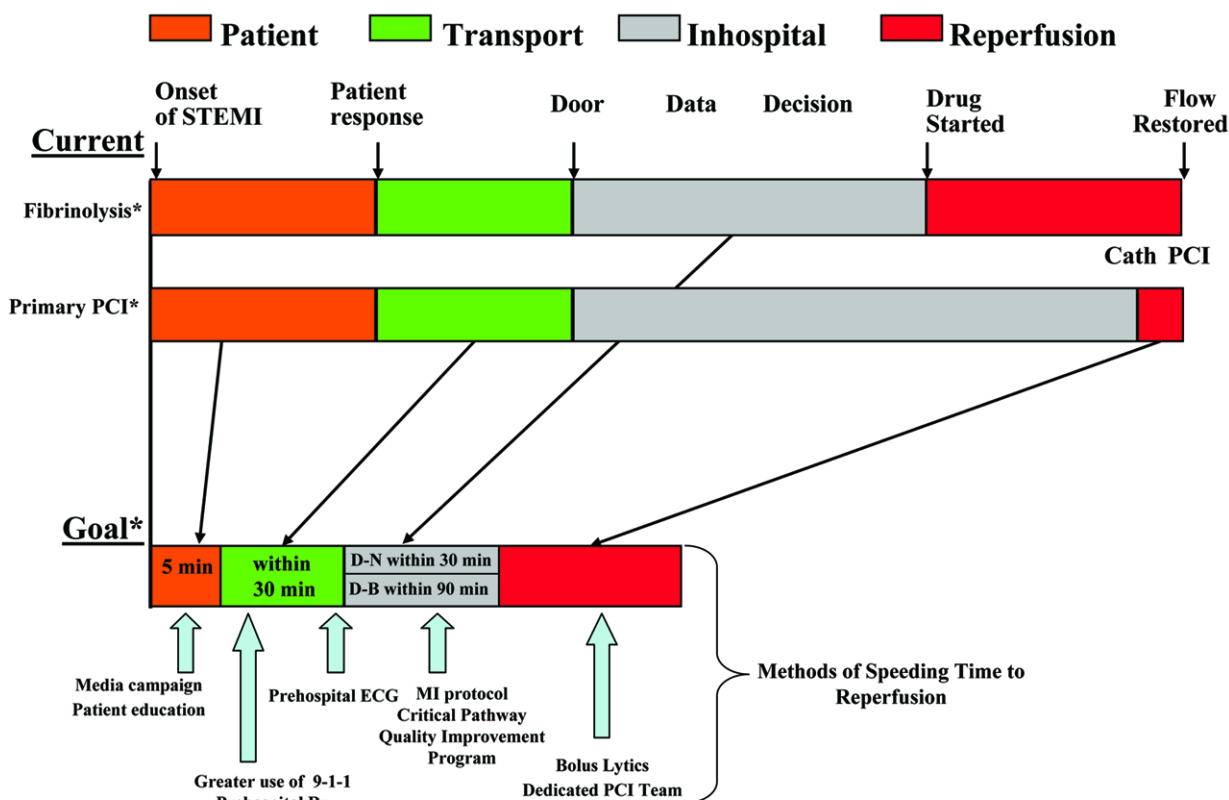 Patient Transport Inhospital Reperfusion
Onset
of STEMI
Patient
response
Door Data Decision
Drug
Started
Flow
Restored
Current
Fibrinolysis*
Cath PCI
Primary PCI*
Goal*
5 min
within
30 min
D-N within 30 min
D-B within 90 min
Media campaign
Patient education
Greater use of 9-1-1
Prehospital ECG
MI protocol
Critical Pathway
Quality Improvement
Program
Bolus Lytics
Dedicated PCI Team
Methods of Speeding Time to
Reperfusion